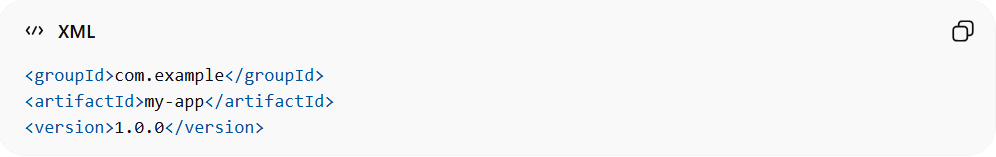 </> XML
<groupId>com.example</groupId>
<artifactId>my-app</artifactId>
<version>1.0.0</version>